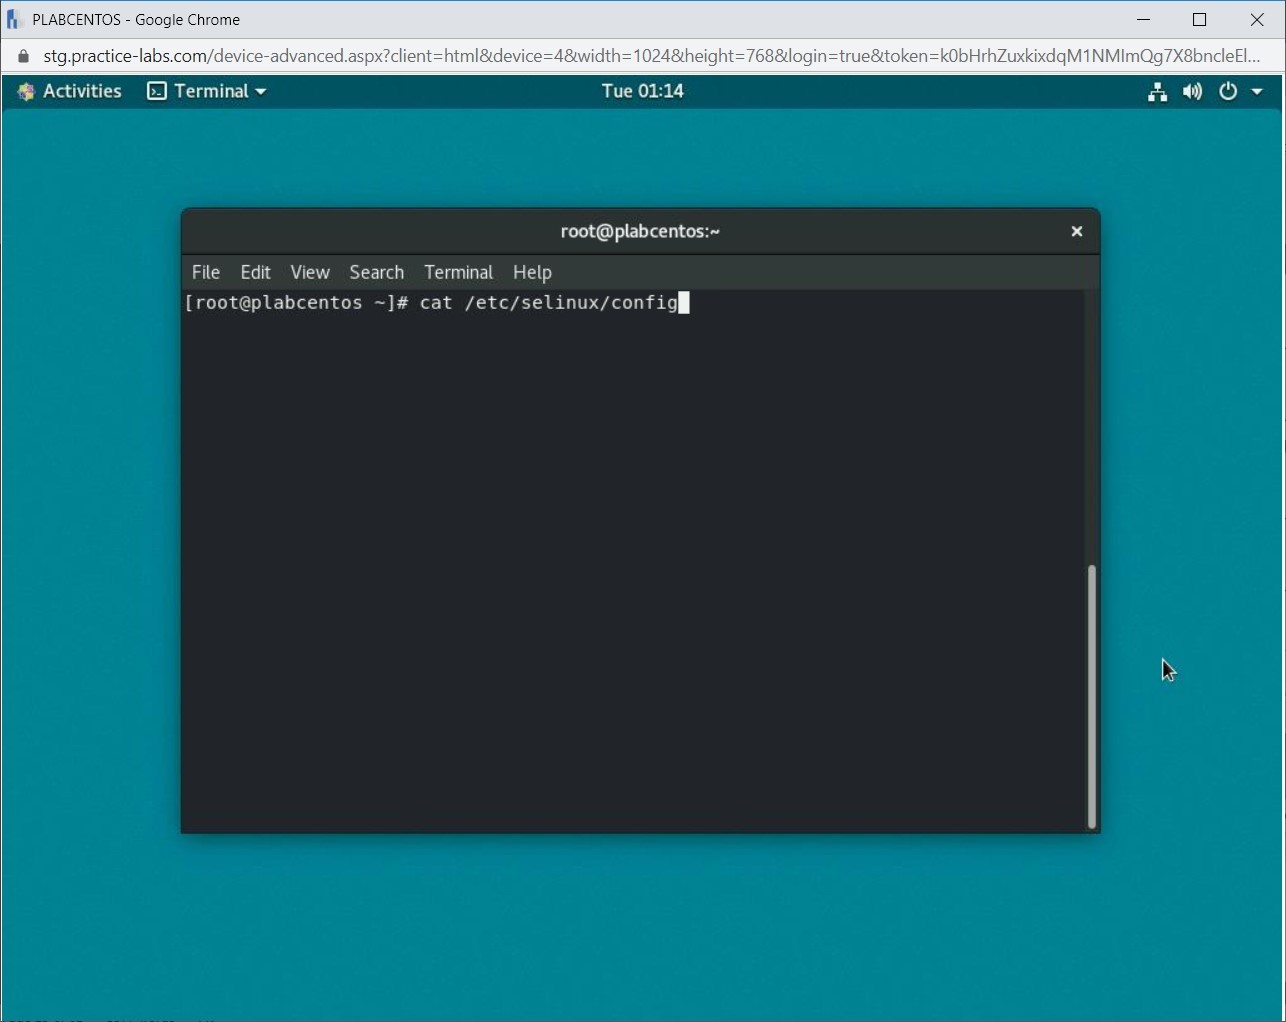 PLABCENTOS - Google Chrome
stg.practice-labs.com/device-advanced.aspx?client=html&device=4&width=1024&height=768&login=true&token=k0bHrhZuxkixdqM1NMImQg7X8bncleEl...
Activities Terminal Tue 01:14
root@plabcentos:~
File Edit View Search Terminal Help
[root@plabcentos ~]# cat /etc/selinux/config